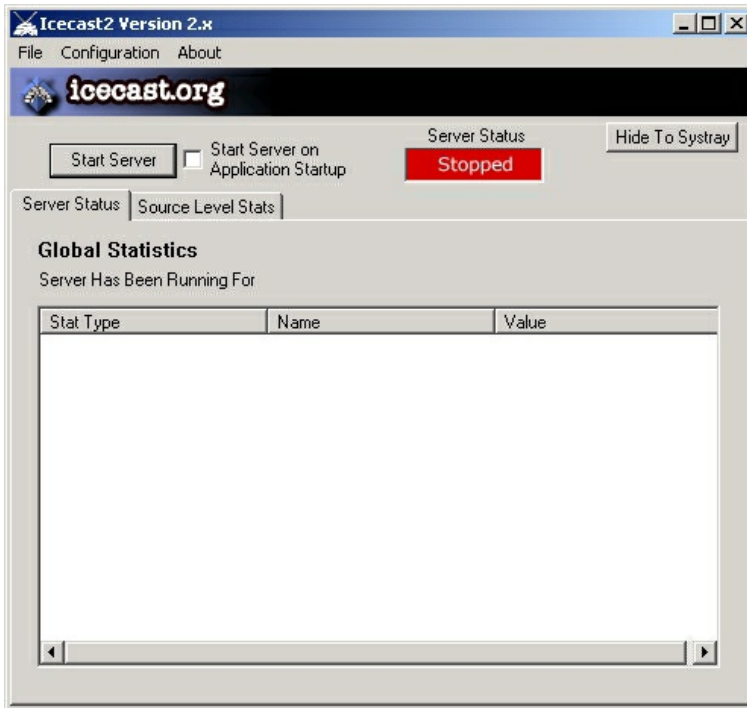 Icecast2 Version 2.x
File Configuration About
icecast.org
Start Server
Start Server on
Application Startup
Server Status
Stopped
Hide To Systray
Server Status
Source Level Stats
Global Statistics
Server Has Been Running For
Stat Type Name Value